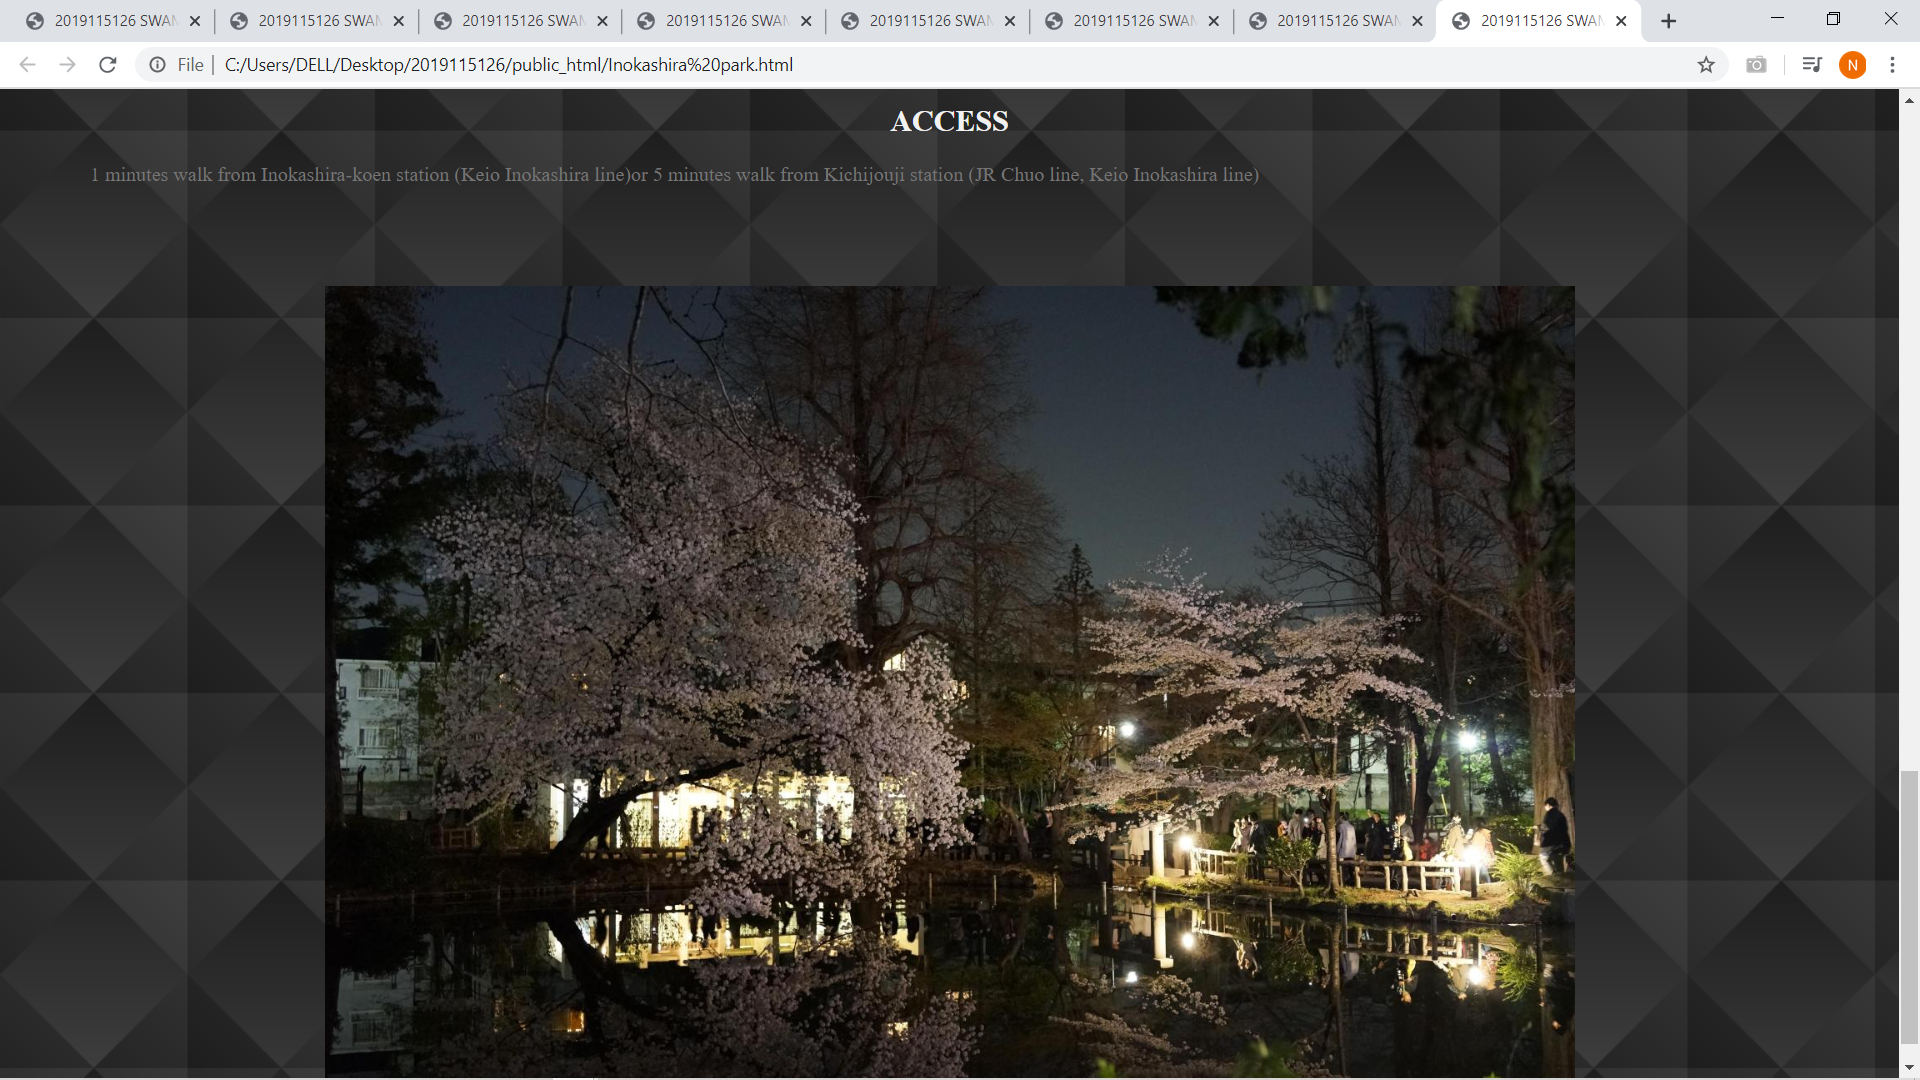 2019115126 SWAN
2019115126 SWAN
2019115126 SWAN
2019115126 SWAN
2019115126 SWAN
2019115126 SWAN
2019115126 SWAN
2019115126 SWAN
File | C:/Users/DELL/Desktop/2019115126/public_html/Inokashira%20park.html
N
ACCESS
1 minutes walk from Inokashira-koen station (Keio Inokashira line)or 5 minutes walk from Kichijouji station (JR Chuo line, Keio Inokashira line)